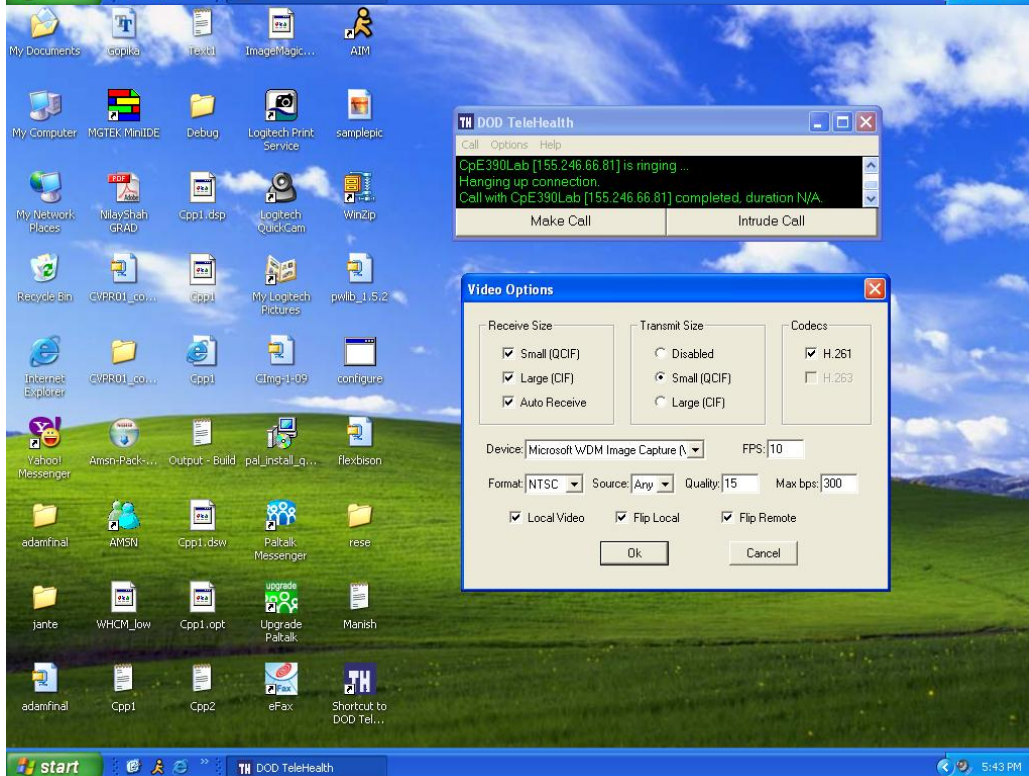 My Documents
Gopika
Text1
ImageMagic...
AIM
My Computer
MGTEK MiniIDE
Debug
Logitech Print
Service
samplepic
My Network
Places
NilayShah
GRAD
Cpp1.dsp
Logitech
QuickCam
WinZip
Recycle Bin
CVPR01_co...
Cpp1
My Logitech
Pictures
pwlib_1.5.2
Internet
Explorer
CVPR01_co...
Cpp1
CImg-1-09
configure
Yahoo!
Messenger
Amsn-Pack-...
Output - Build
pal_install_q...
flexbison
adamfinal
AMSN
Cpp1.dsw
Paltalk
Messenger
rese
jante
WHCM_low
Cpp1.opt
upgrade
Upgrade
Paltalk
Manish
adamfinal
Cpp1
Cpp2
eFax
Shortcut to
DOD Tel...
TH DOD TeleHealth
Call Options Help
CpE390Lab [155.246.66.81] is ringing ...
Hanging up connection.
Call with CpE390Lab [155.246.66.81] completed, duration N/A.
Make Call
Intrude Call
Video Options
Receive Size
Small (QCIF)
Large (CIF)
Auto Receive
Transmit Size
Disabled
Small (QCIF)
Large (CIF)
Codecs
H.261
H.263
Device: Microsoft WDM Image Capture (\ FPS: 10
Format: NTSC Source: Any Quality: 15 Max bps: 300
Local Video Flip Local Flip Remote
Ok Cancel
start
TH DOD TeleHealth
5:43 PM